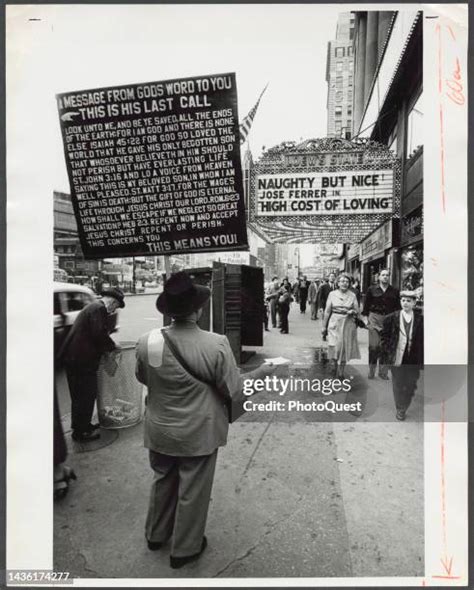 A MESSAGE FROM GODS WORD TO YOU
THIS IS HIS LAST CALL
LOOK UNTO ME, AND BE YE SAVED, ALL THE ENDS
OF THE EARTH: FOR I AM GOD AND THERE IS NONE
ELSE. ISAIAH 45:22 FOR GOD SO LOVED THE
WORLD THAT HE GAVE HIS ONLY BEGOTTEN SON
THAT WHOSOEVER BELIEVETH IN HIM SHOULD
NOT PERISH BUT HAVE EVERLASTING LIFE
ST. JOHN 3:16 AND LO A VOICE FROM HEAVEN
SAYING THIS IS MY BELOVED SON, IN WHOM I AM
WELL PLEASED. ST. MATT 3:17 FOR THE WAGES
OF SIN IS DEATH: BUT THE GIFT OF GOD IS ETERNAL
LIFE THROUGH JESUS CHRIST OUR LORD. ROM. 6:23
HOW SHALL WE ESCAPE IF WE NEGLECT SO GREAT
SALVATION HEB 2:3 REPENT NOW AND ACCEPT
JESUS CHRIST REPENT OR PERISH
THIS CONCERNS YOU
THIS MEANS YOU!
NAUGHTY BUT NICE!
JOSE FERRER IN
HIGH COST OF LOVING
gettyimages
Credit: PhotoQuest
1436174277